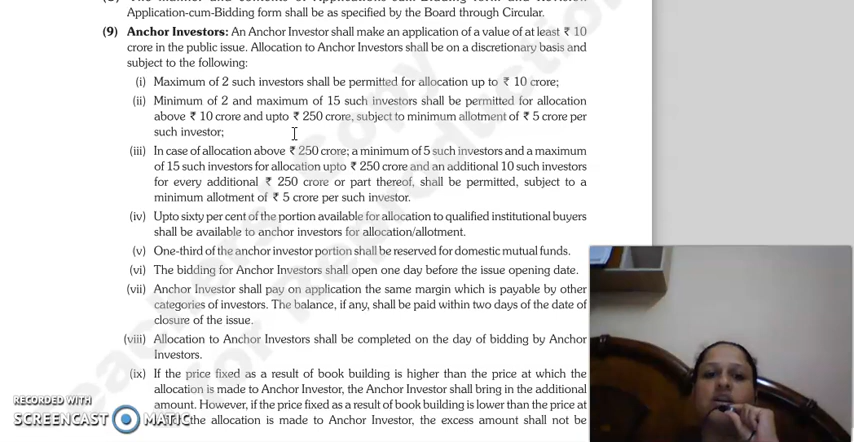 Application-cum-Bidding form shall be as specified by the Board through Circular.
(9) Anchor Investors: An Anchor Investor shall make an application of a value of at least ₹ 10
crore in the public issue. Allocation to Anchor Investors shall be on a discretionary basis and
subject to the following:
(i) Maximum of 2 such investors shall be permitted for allocation up to ₹ 10 crore;
(ii) Minimum of 2 and maximum of 15 such investors shall be permitted for allocation
above ₹ 10 crore and upto ₹ 250 crore, subject to minimum allotment of ₹ 5 crore per
such investor;
(iii) In case of allocation above ₹ 250 crore; a minimum of 5 such investors and a maximum
of 15 such investors for allocation upto ₹ 250 crore and an additional 10 such investors
for every additional ₹ 250 crore or part thereof, shall be permitted, subject to a
minimum allotment of ₹ 5 crore per such investor.
(iv) Upto sixty per cent of the portion available for allocation to qualified institutional buyers
shall be available to anchor investors for allocation/allotment.
(v) One-third of the anchor investor portion shall be reserved for domestic mutual funds.
(vi) The bidding for Anchor Investors shall open one day before the issue opening date.
(vii) Anchor Investor shall pay on application the same margin which is payable by other
categories of investors. The balance, if any, shall be paid within two days of the date of
closure of the issue.
(viii) Allocation to Anchor Investors shall be completed on the day of bidding by Anchor
Investors.
(ix) If the price fixed as a result of book building is higher than the price at which the
allocation is made to Anchor Investor, the Anchor Investor shall bring in the additional
amount. However, if the price fixed as a result of book building is lower than the price at
the allocation is made to Anchor Investor, the excess amount shall not be
RECORDED WITH
SCREENCAST MATIC